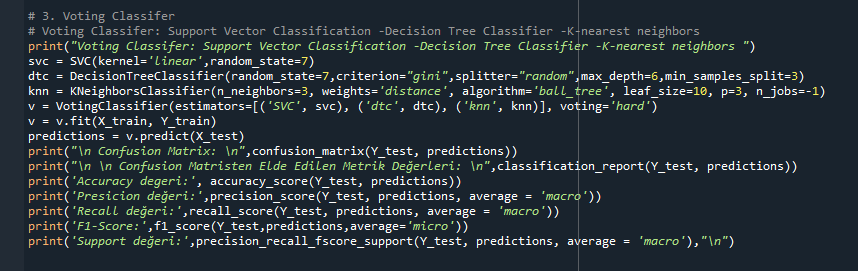 # 3. Voting Classifer
# Voting Classifer: Support Vector Classification -Decision Tree Classifier -K-nearest neighbors
print("Voting Classifer: Support Vector Classification -Decision Tree Classifier -K-nearest neighbors ")
svc = SVC(kernel='linear',random_state=7)
dtc = DecisionTreeClassifier(random_state=7,criterion="gini",splitter="random",max_depth=6,min_samples_split=3)
knn = KNeighborsClassifier(n_neighbors=3, weights='distance', algorithm='ball_tree', leaf_size=10, p=3, n_jobs=-1)
v = VotingClassifier(estimators=[('SVC', svc), ('dtc', dtc), ('knn', knn)], voting='hard')
v = v.fit(X_train, Y_train)
predictions = v.predict(X_test)
print("\n Confusion Matrix: \n",confusion_matrix(Y_test, predictions))
print("\n \n Confusion Matristen Elde Edilen Metrik Değerleri: \n",classification_report(Y_test, predictions))
print('Accuracy degeri:', accuracy_score(Y_test, predictions))
print('Presicion değeri:',precision_score(Y_test, predictions, average = 'macro'))
print('Recall değeri:',recall_score(Y_test, predictions, average = 'macro'))
print('F1-Score:',f1_score(Y_test,predictions,average='micro'))
print('Support değeri:',precision_recall_fscore_support(Y_test, predictions, average = 'macro'),"\n")